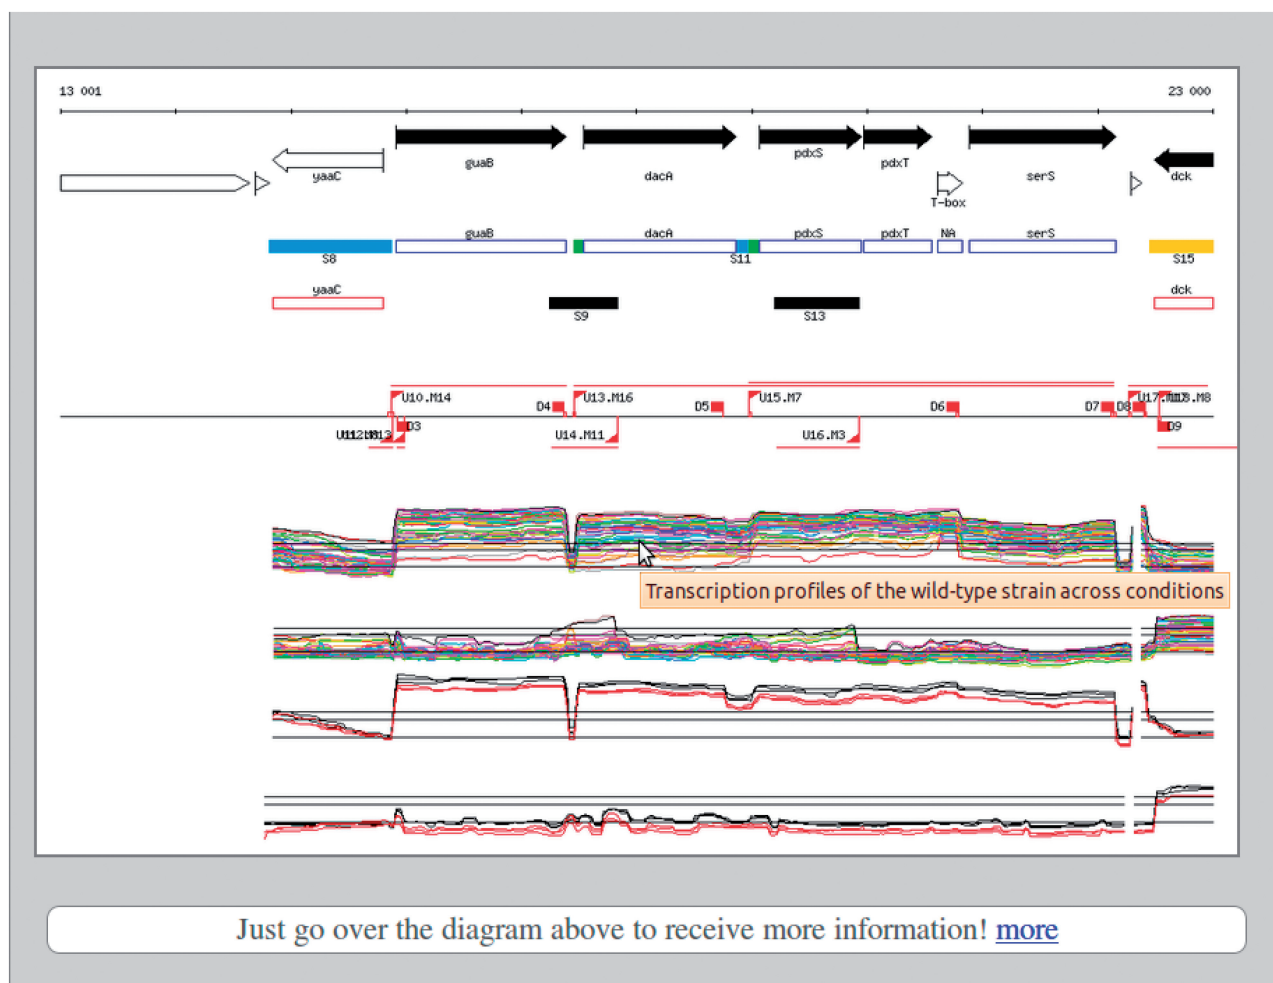 13 001 23 000
guaB pdxS pdxT
yaaC dacA serS dck
T-box
guaB dacA pdxS pdxT NA serS
S8 S11 S15
yaaC dck
S9 S13
U10.M14 D4 U13.M16 D5 U15.M7 D6 D7 D8
D3 U14.M11 U16.M3 D9
Transcription profiles of the wild-type strain across conditions
Just go over the diagram above to receive more information! more